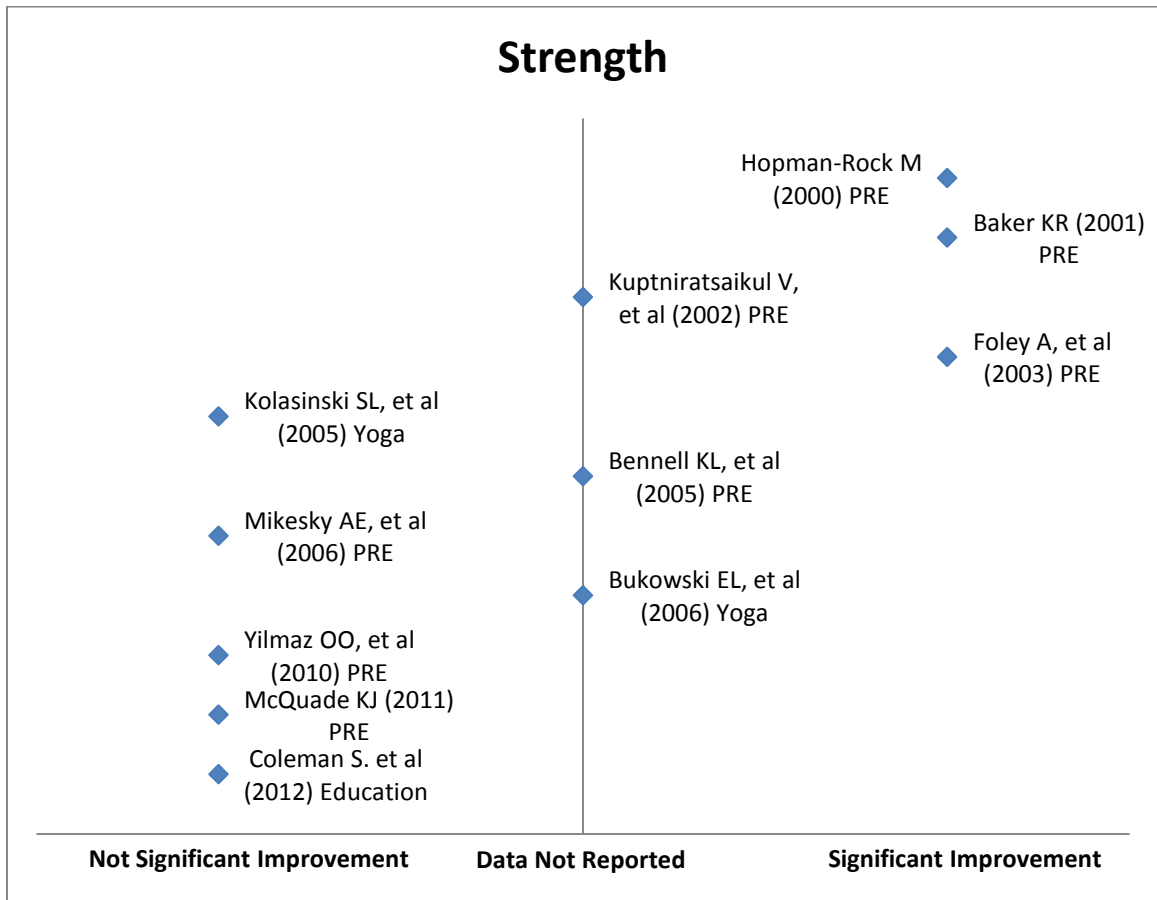 Strength
Hopman-Rock M
(2000) PRE
Baker KR (2001)
PRE
Kuptniratsaikul V,
et al (2002) PRE
Foley A, et al
(2003) PRE
Kolasinski SL, et al
(2005) Yoga
Bennell KL, et al
(2005) PRE
Mikesky AE, et al
(2006) PRE
Bukowski EL, et al
(2006) Yoga
Yilmaz OO, et al
(2010) PRE
McQuade KJ (2011)
PRE
Coleman S. et al
(2012) Education
Not Significant Improvement
Data Not Reported
Significant Improvement